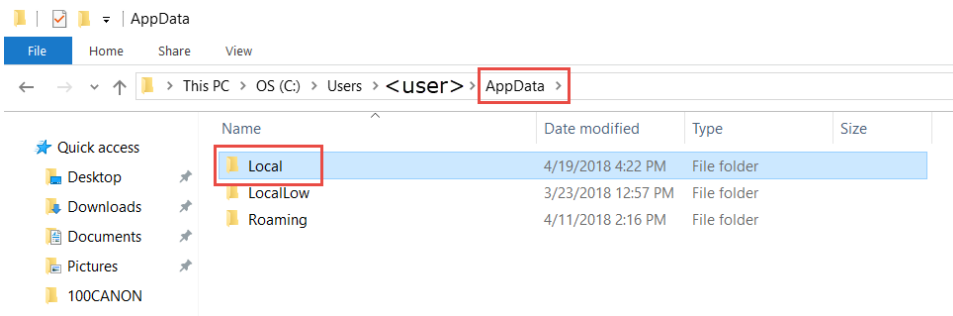 AppData
File Home Share View
This PC > OS (C:) > Users > <user> > AppData >
Name Date modified Type Size
Quick access
Desktop
Downloads
Documents
Pictures
100CANON
Local 4/19/2018 4:22 PM File folder
LocalLow 3/23/2018 12:57 PM File folder
Roaming 4/11/2018 2:16 PM File folder